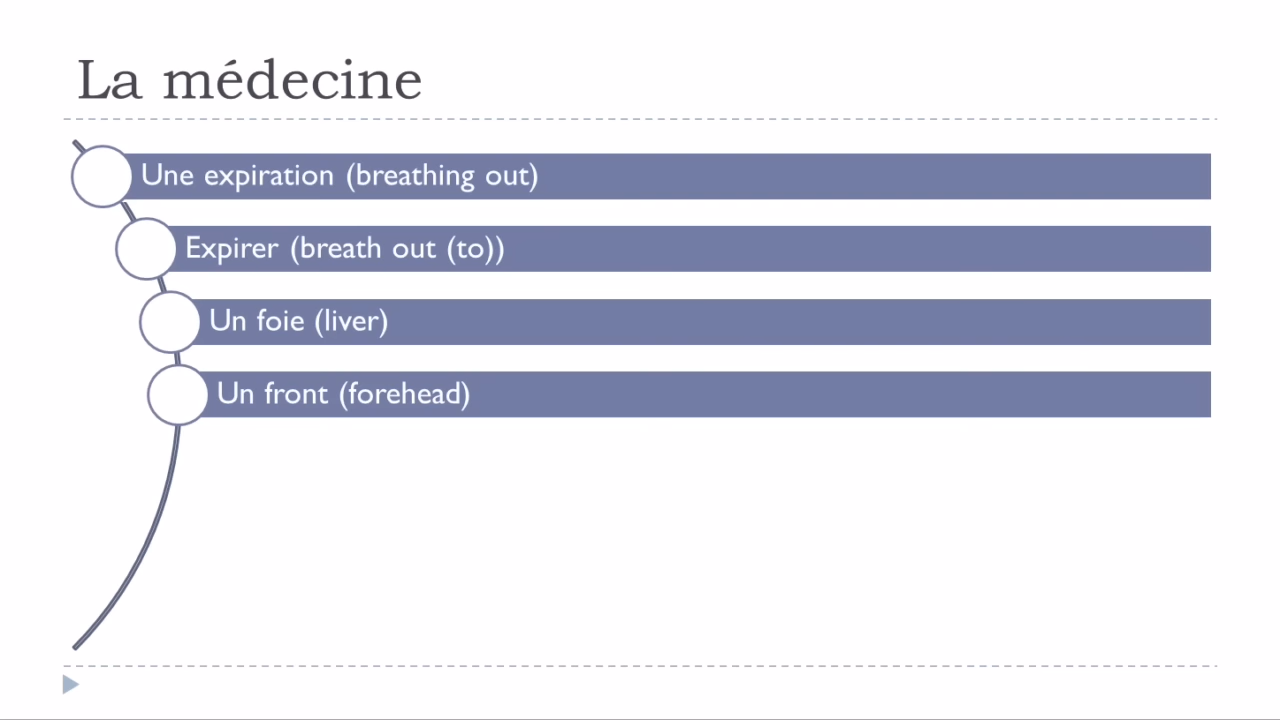 La médecine
Une expiration (breathing out)
Expirer (breath out (to))
Un foie (liver)
Un front (forehead)